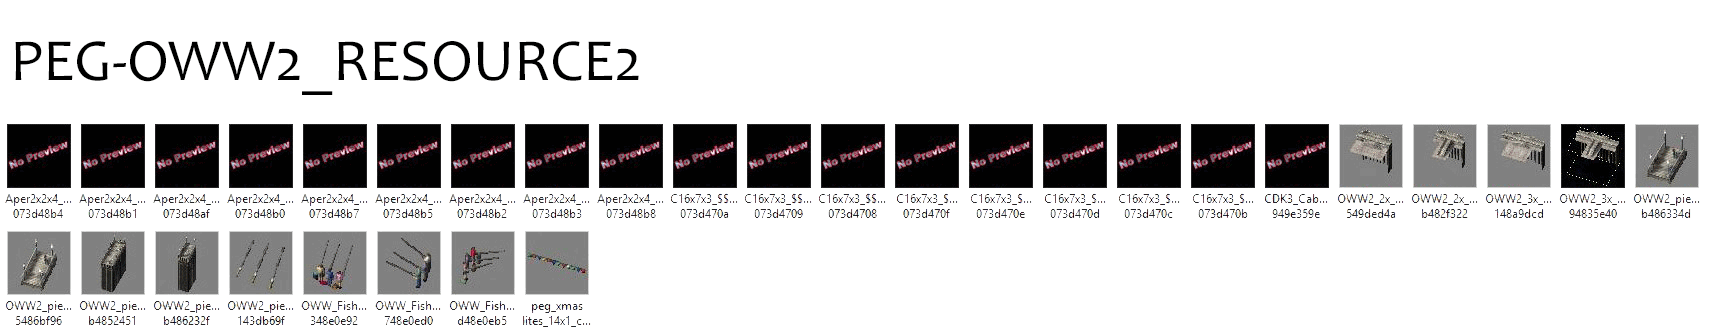 PEG-OWW2_RESOURCE2
No Preview No Preview No Preview No Preview No Preview No Preview No Preview No Preview No Preview No Preview No Preview No Preview No Preview No Preview No Preview No Preview No Preview No Preview
Aper2x2x4_... Aper2x2x4_... Aper2x2x4_... Aper2x2x4_... Aper2x2x4_... Aper2x2x4_... Aper2x2x4_... Aper2x2x4_... Aper2x2x4_... C16x7x3_$$... C16x7x3_$$... C16x7x3_$$... C16x7x3_$... C16x7x3_$... C16x7x3_$... C16x7x3_$... C16x7x3_$... CDK3_Cab... OWW2_2x_... OWW2_2x_... OWW2_3x_... OWW2_3x_... OWW2_pie...
073d48b4 073d48b1 073d48af 073d48b0 073d48b7 073d48b5 073d48b2 073d48b3 073d48b8 073d470a 073d4709 073d4708 073d470f 073d470e 073d470d 073d470c 073d470b 949e359e 549ded4a b482f322 148a9dcd 94835e40 b486334d
OWW2_pie... OWW2_pie... OWW2_pie... OWW2_pie... OWW_Fish... OWW_Fish... OWW_Fish... peg_xmas
5486bf96 b4852451 b486232f 143db69f 348e0e92 748e0ed0 d48e0eb5 lites_14x1_c...